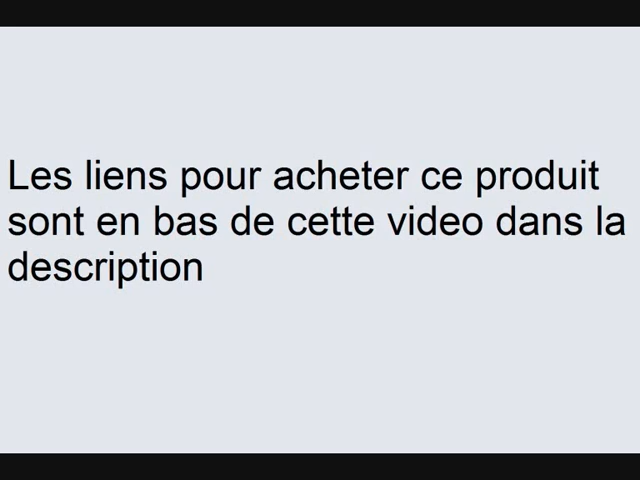 Les liens pour acheter ce produit
sont en bas de cette video dans la
description